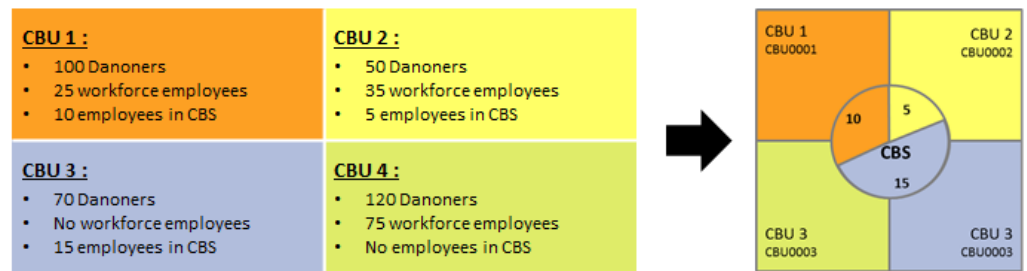 CBU 1 :
• 100 Danoners
• 25 workforce employees
• 10 employees in CBS
CBU 2 :
• 50 Danoners
• 35 workforce employees
• 5 employees in CBS
CBU 3 :
• 70 Danoners
• No workforce employees
• 15 employees in CBS
CBU 4 :
• 120 Danoners
• 75 workforce employees
• No employees in CBS
CBU 1
CBU0001
CBU 2
CBU0002
10
5
CBS
15
CBU 3
CBU0003
CBU 3
CBU0003